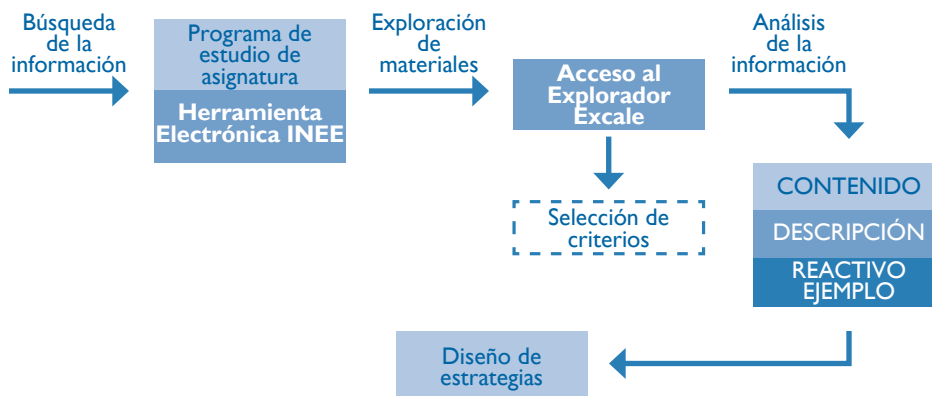 Búsqueda
de la
información
Programa de
estudio de
asignatura
Herramienta
Electrónica INEE
Exploración
de
materiales
Acceso al
Explorador
Excale
Selección de
criterios
Análisis
de la
información
CONTENIDO
DESCRIPCIÓN
REACTIVO
EJEMPLO
Diseño de
estrategias